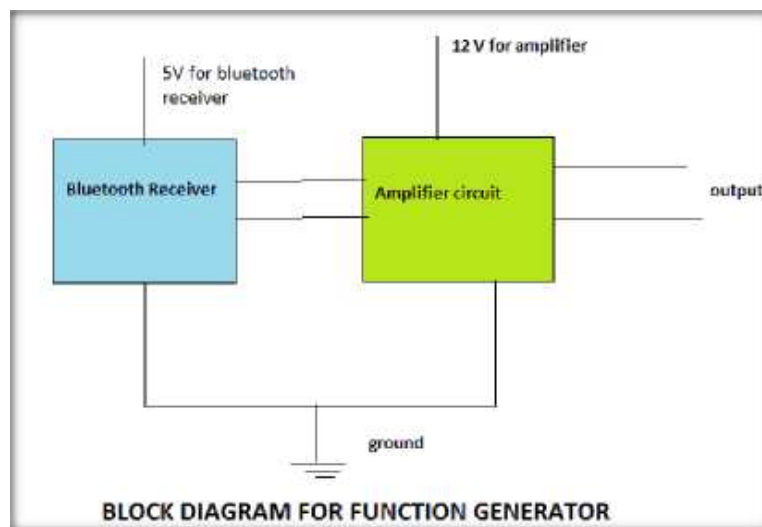 12 V for amplifier
5V for bluetooth
receiver
Bluetooth Receiver
Amplifier circuit
output
ground
BLOCK DIAGRAM FOR FUNCTION GENERATOR